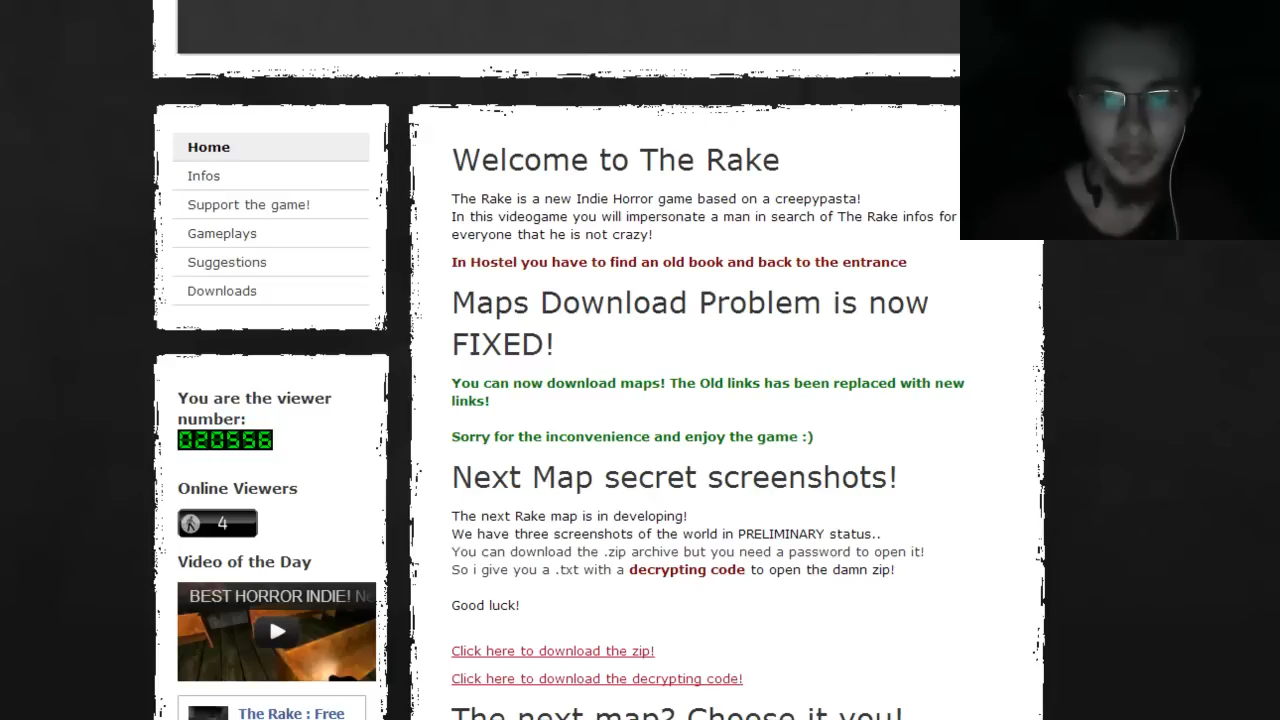 Home
Infos
Support the game!
Gameplays
Suggestions
Downloads
You are the viewer
number:
020556
Online Viewers
4
Video of the Day
BEST HORROR INDIE!
The Rake : Free
Welcome to The Rake
The Rake is a new Indie Horror game based on a creepypasta!
In this videogame you will impersonate a man in search of The Rake infos for
everyone that he is not crazy!
In Hostel you have to find an old book and back to the entrance
Maps Download Problem is now
FIXED!
You can now download maps! The Old links has been replaced with new
links!
Sorry for the inconvenience and enjoy the game :)
Next Map secret screenshots!
The next Rake map is in developing!
We have three screenshots of the world in PRELIMINARY status..
You can download the .zip archive but you need a password to open it!
So i give you a .txt with a decrypting code to open the damn zip!
Good luck!
Click here to download the zip!
Click here to download the decrypting code!
The next map? Choose it you!